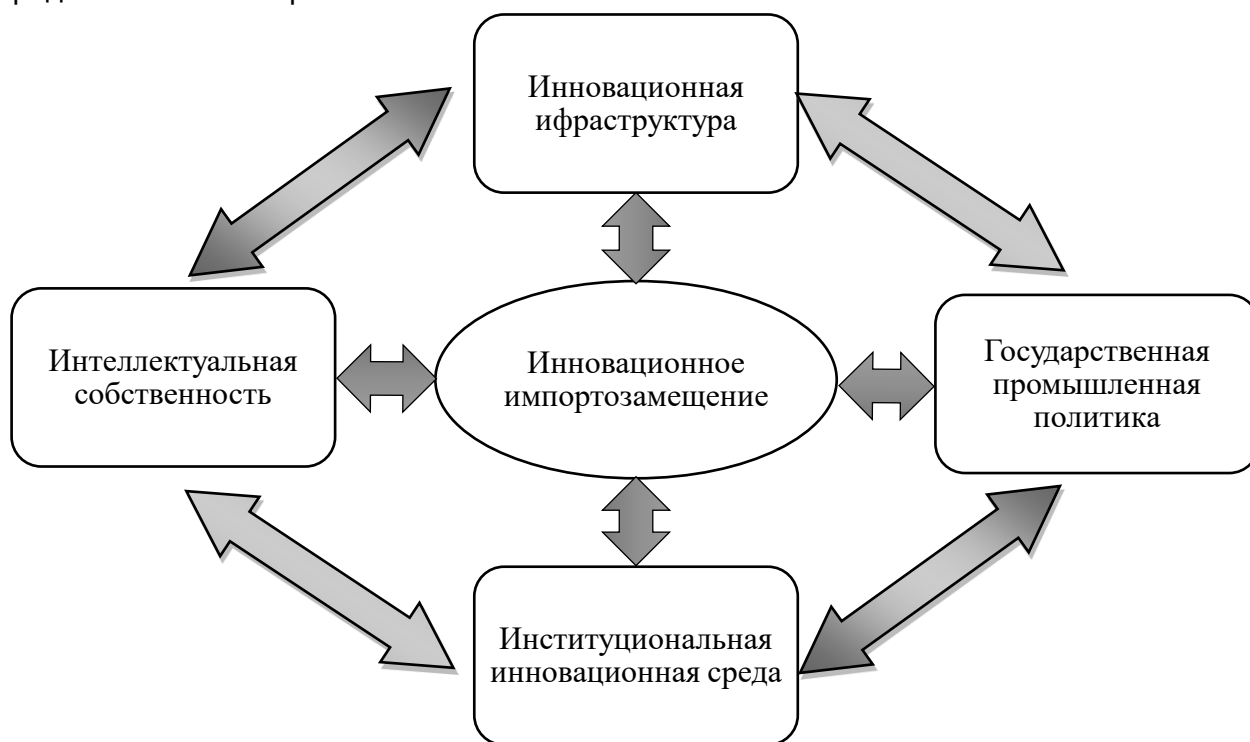 Инновационная
ифраструктура
Интеллектуальная
собственность
Инновационное
импортозамещение
Государственная
промышленная
политика
Институциональная
инновационная среда